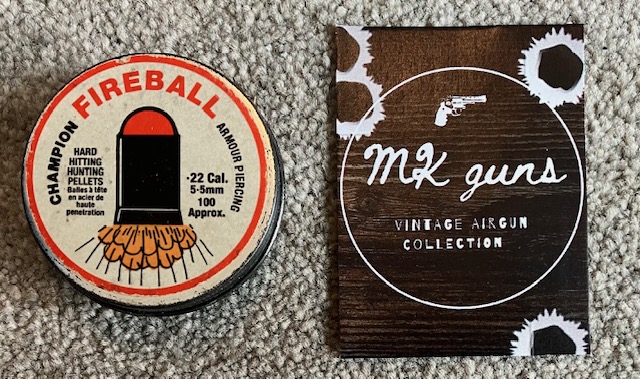 CHAMPION
FIREBALL
ARMOUR PIERCING
HARD
HITTING
HUNTING
PELLETS
Balles à tête
en acier de
haute
penetration
·22 Cal.
5·5mm
100
Approx.
MK guns
VINTAGE AIRGUN
COLLECTION